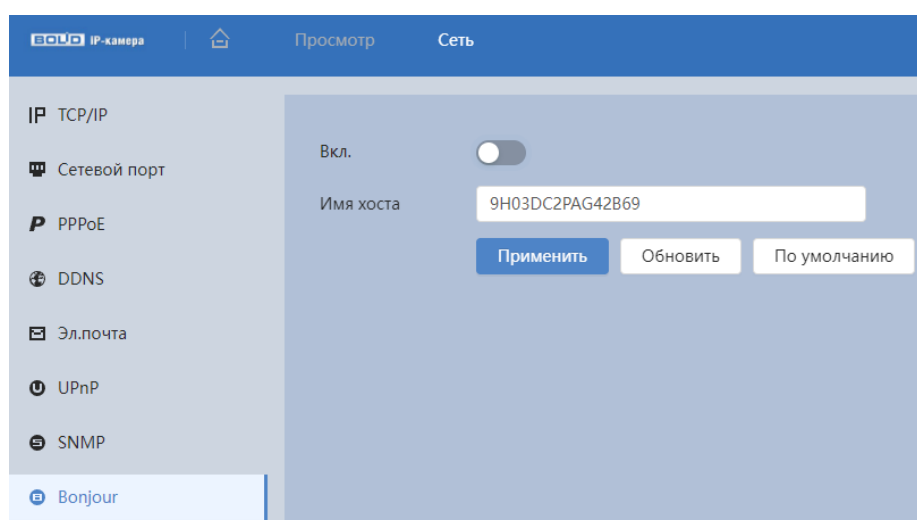 BOLID IP-камера
Просмотр
Сеть
TCP/IP
Сетевой порт
PPPoE
DDNS
Эл.почта
UPnP
SNMP
Bonjour
Вкл.
Имя хоста
9H03DC2PAG42B69
Применить
Обновить
По умолчанию